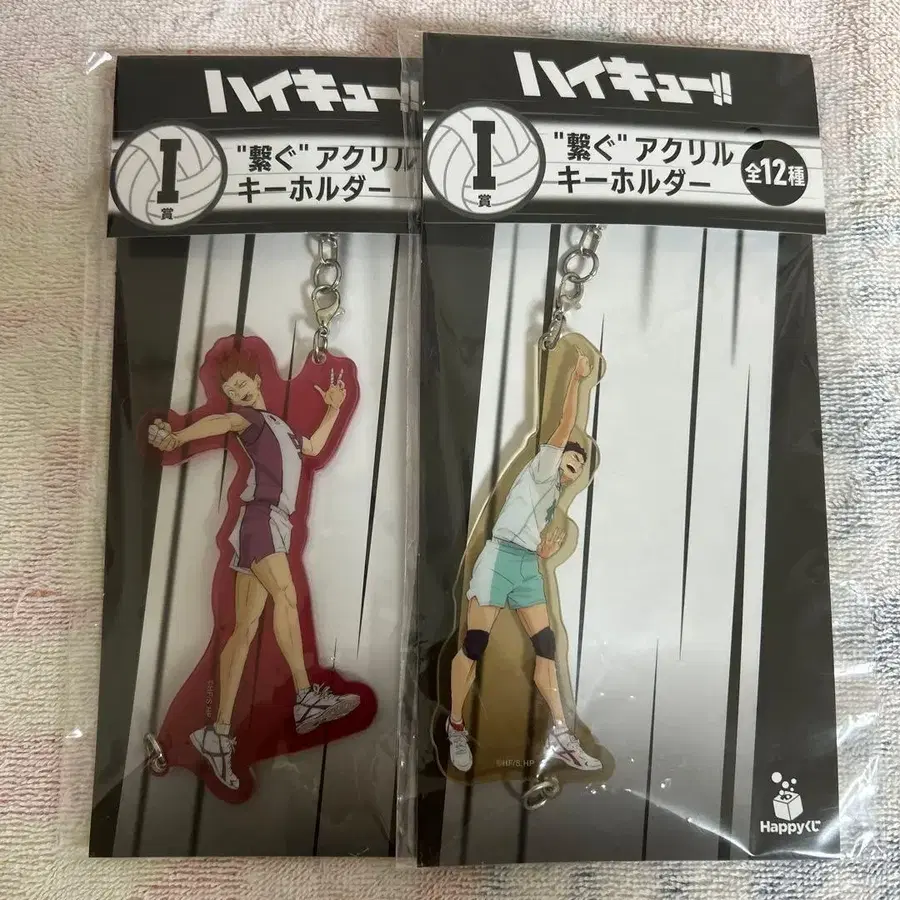 ハイキュー!!
I
賞
"繋ぐ"アクリル
キーホルダー
ハイキュー!!
I
賞
"繋ぐ"アクリル
キーホルダー
全12種
©HF/S, HP
Happyくじ